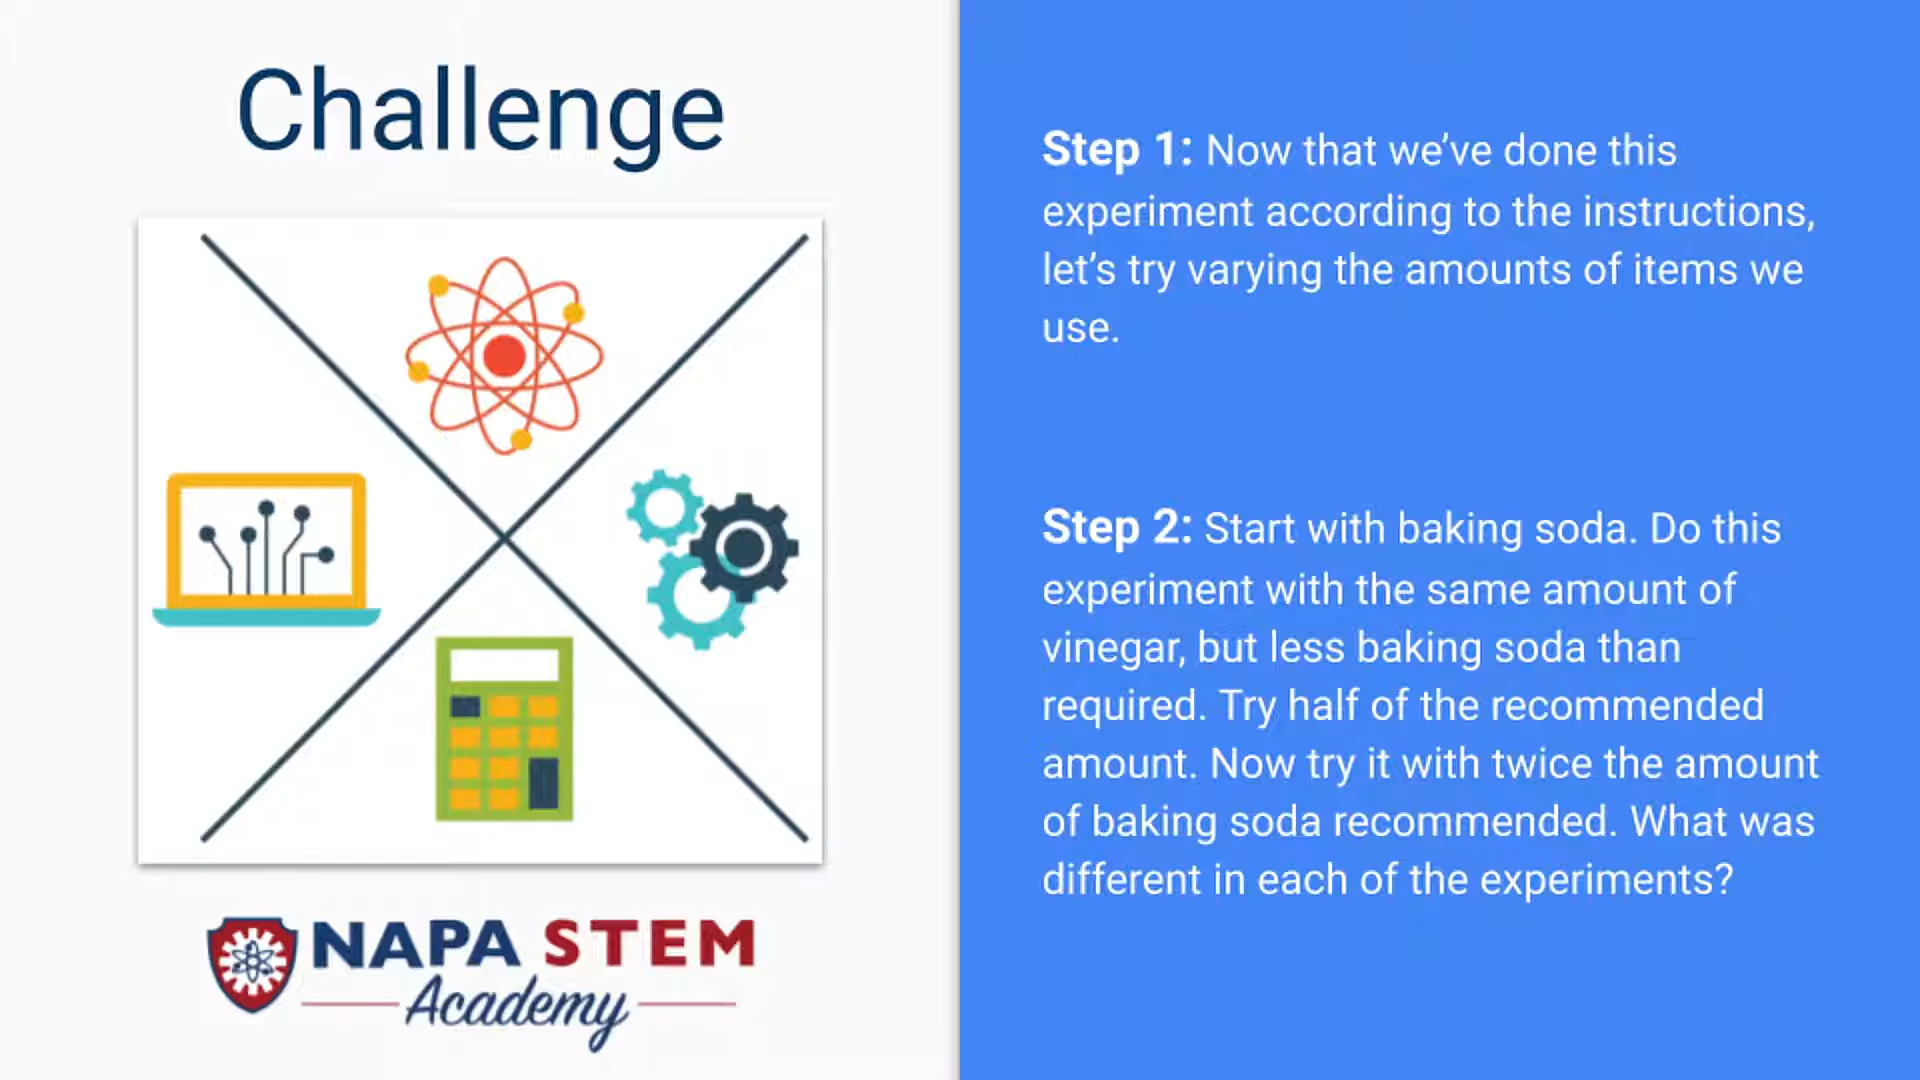 Challenge
NAPA STEM
Academy
Step 1: Now that we’ve done this
experiment according to the instructions,
let’s try varying the amounts of items we
use.
Step 2: Start with baking soda. Do this
experiment with the same amount of
vinegar, but less baking soda than
required. Try half of the recommended
amount. Now try it with twice the amount
of baking soda recommended. What was
different in each of the experiments?